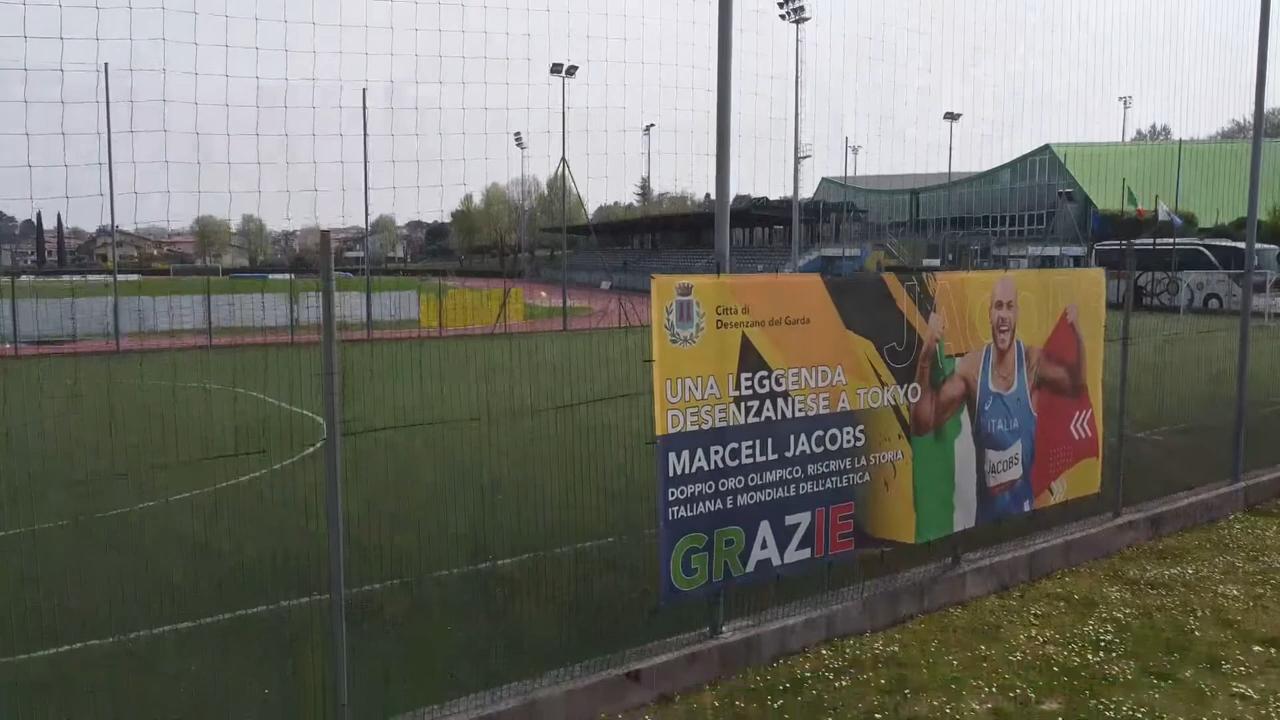 Città di
Desenzano del Garda
JACOBS
UNA LEGGENDA
DESENZANESE A TOKYO
MARCELL JACOBS
DOPPIO ORO OLIMPICO, RISCRIVE LA STORIA
ITALIANA E MONDIALE DELL'ATLETICA
GRAZIE
ITALIA
JACOBS